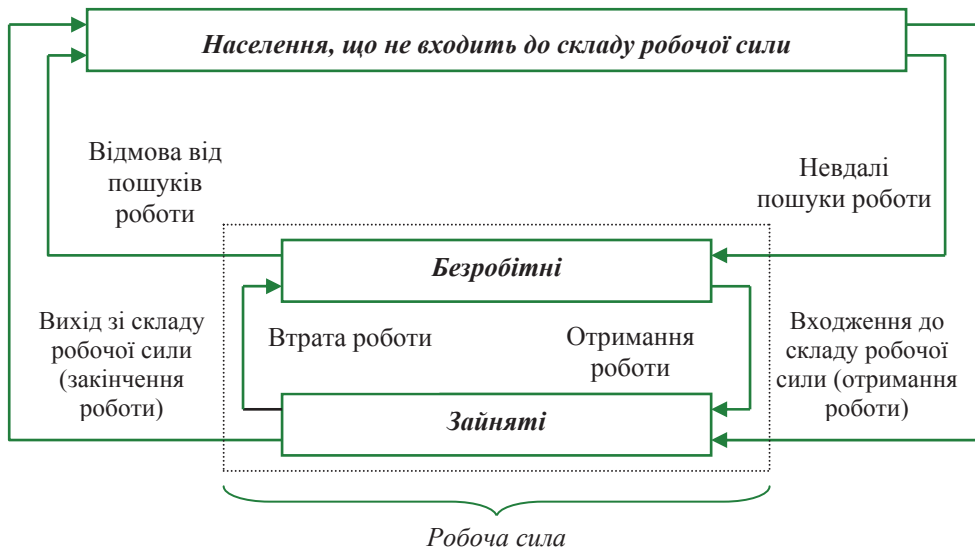 Населення, що не входить до складу робочої сили
Відмова від
пошуків
роботи
Невдалі
пошуки роботи
Безробітні
Вихід зі складу
робочої сили
(закінчення
роботи)
Втрата роботи
Отримання
роботи
Входження до
складу робочої
сили (отримання
роботи)
Зайняті
Робоча сила